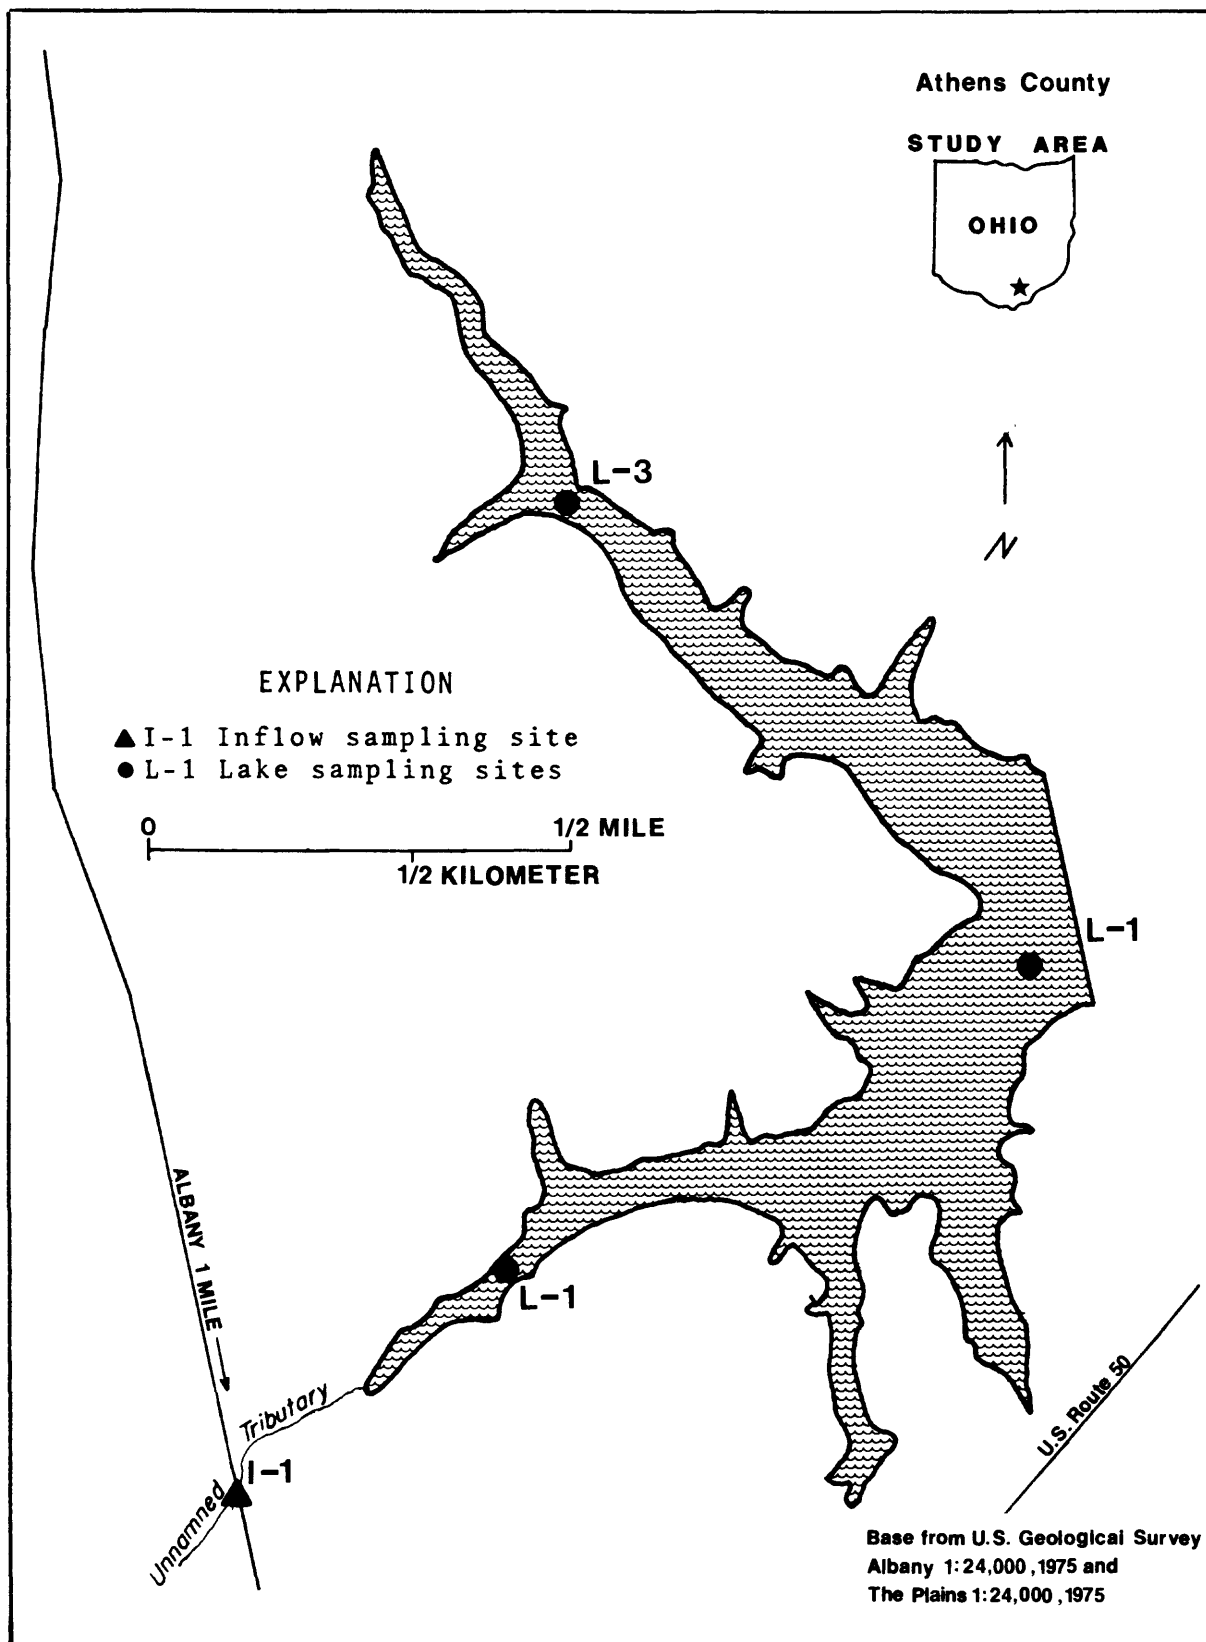 Athens County
STUDY AREA
OHIO
N
L-3
EXPLANATION
I-1 Inflow sampling site
L-1 Lake sampling sites
0 1/2 MILE
1/2 KILOMETER
L-1
L-1
ALBANY 1 MILE
Tributary
I-1
Unnamned
U.S. Route 50
Base from U.S. Geological Survey
Albany 1:24,000, 1975 and
The Plains 1:24,000, 1975